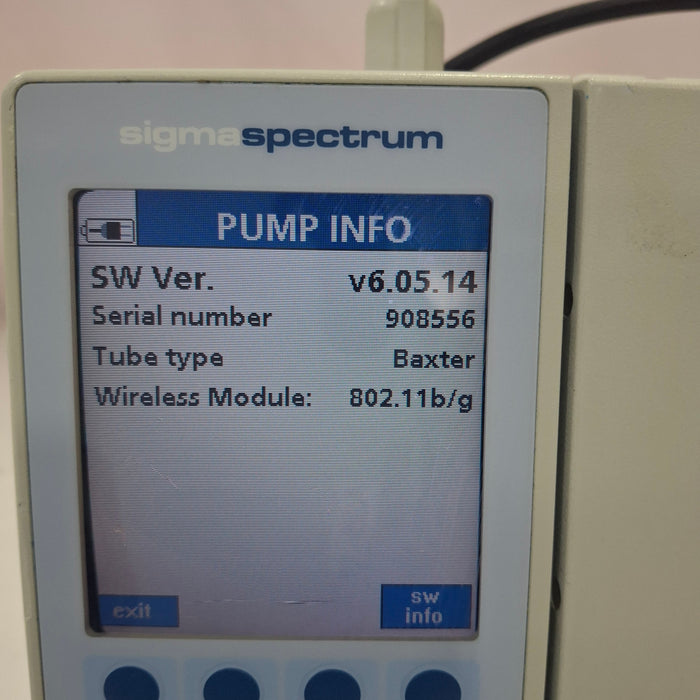 sigmaspectrum
PUMP INFO
SW Ver. v6.05.14
Serial number 908556
Tube type Baxter
Wireless Module: 802.11b/g
exit
sw
info